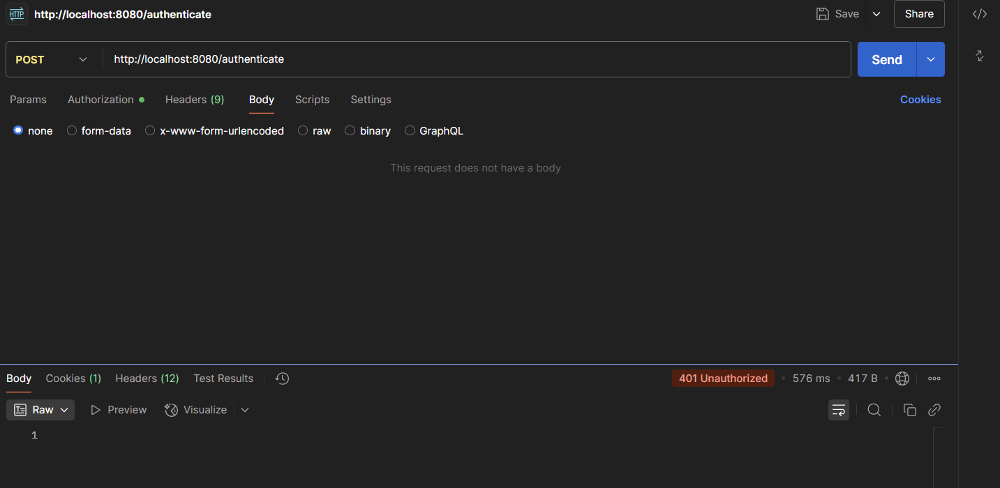 HTTP http://localhost:8080/authenticate Save Share
POST http://localhost:8080/authenticate Send
Params Authorization Headers (9) Body Scripts Settings Cookies
none form-data x-www-form-urlencoded raw binary GraphQL
This request does not have a body
Body Cookies (1) Headers (12) Test Results 401 Unauthorized • 576 ms • 417 B •
Raw Preview Visualize
1